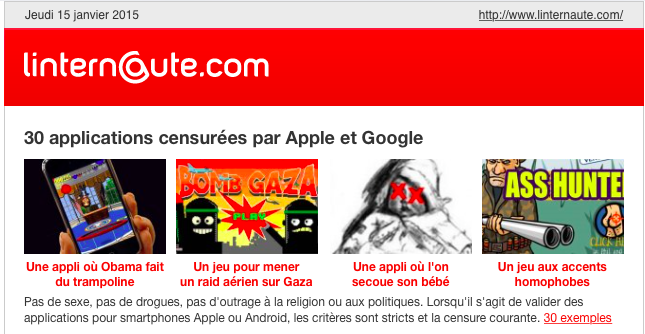 Jeudi 15 janvier 2015
http://www.linternaute.com/
lintern@ute.com
30 applications censurées par Apple et Google
BOMB GAZA
PLAY
ASS HUNTER
CLICK
Une appli où Obama fait
du trampoline
Un jeu pour mener
un raid aérien sur Gaza
Une appli où l'on
secoue son bébé
Un jeu aux accents
homophobes
Pas de sexe, pas de drogues, pas d'outrage à la religion ou aux politiques. Lorsqu'il s'agit de valider des
applications pour smartphones Apple ou Android, les critères sont stricts et la censure courante. 30 exemples